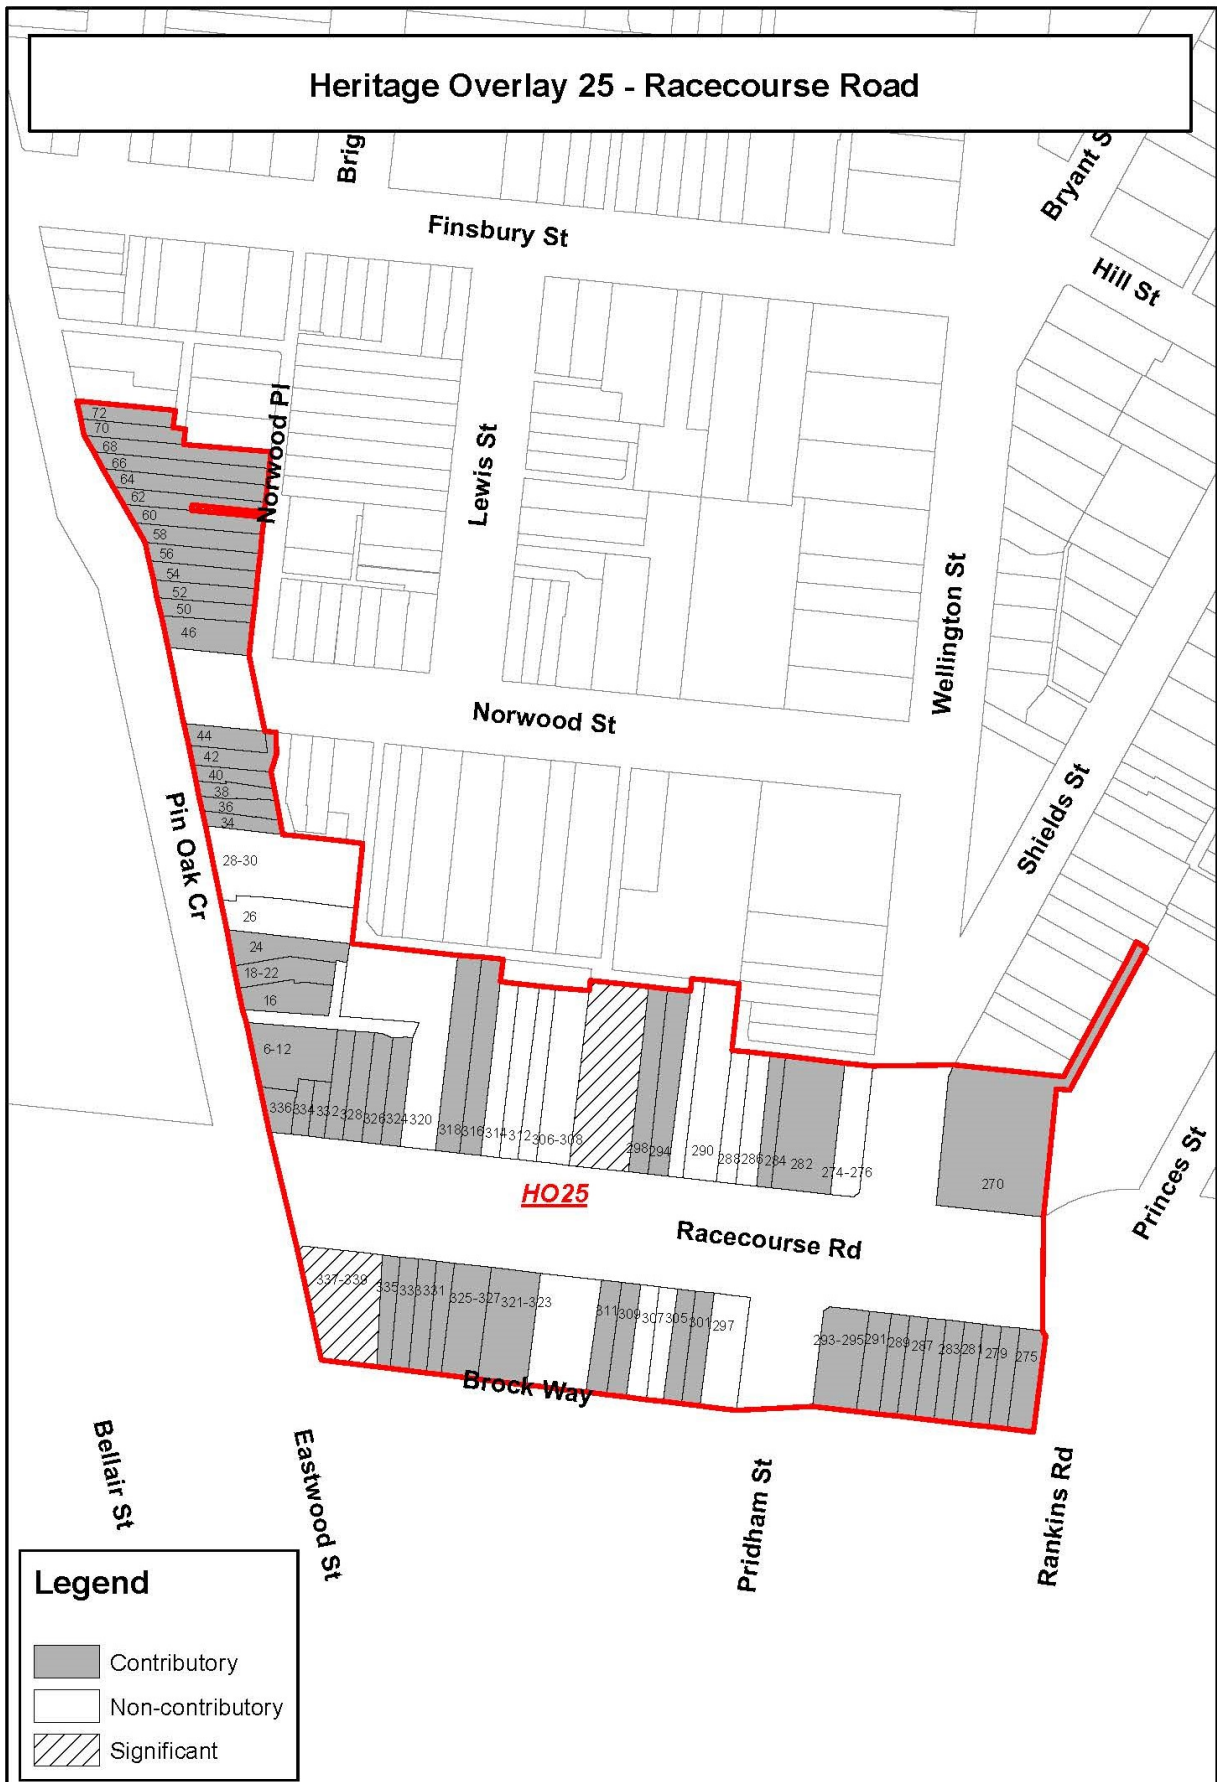 Heritage Overlay 25 - Racecourse Road
Brig
Bryant S
Finsbury St
Hill St
Norwood Pl
Lewis St
Wellington St
Norwood St
Shields St
Pin Oak Cr
72
70
68
66
64
62
60
58
56
54
52
50
46
44
42
40
38
36
34
28-30
26
24
18-22
16
6-12
336
334
332
328
326
324
320
318
316
314
312
306-308
298
294
290
288
286
284
282
274-276
270
HO25
Racecourse Rd
Princes St
337-339
335
333
331
325-327
321-323
311
309
307
305
301
297
293-295
291
289
287
283
281
279
275
Brock Way
Bellair St
Eastwood St
Pridham St
Rankins Rd
Legend
Contributory
Non-contributory
Significant